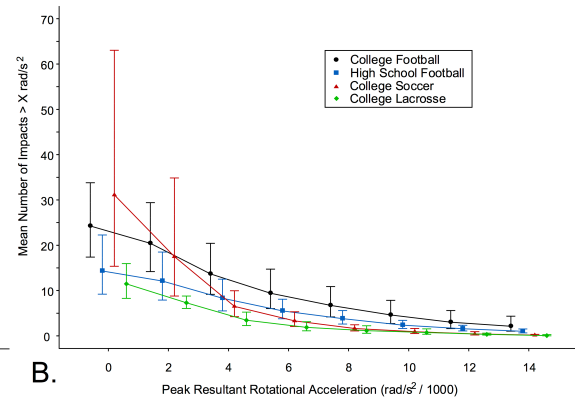 70
60
50
40
30
20
10
0
Mean Number of Impacts > X rad/s²
College Football
High School Football
College Soccer
College Lacrosse
0 2 4 6 8 10 12 14
B.
Peak Resultant Rotational Acceleration (rad/s² / 1000)